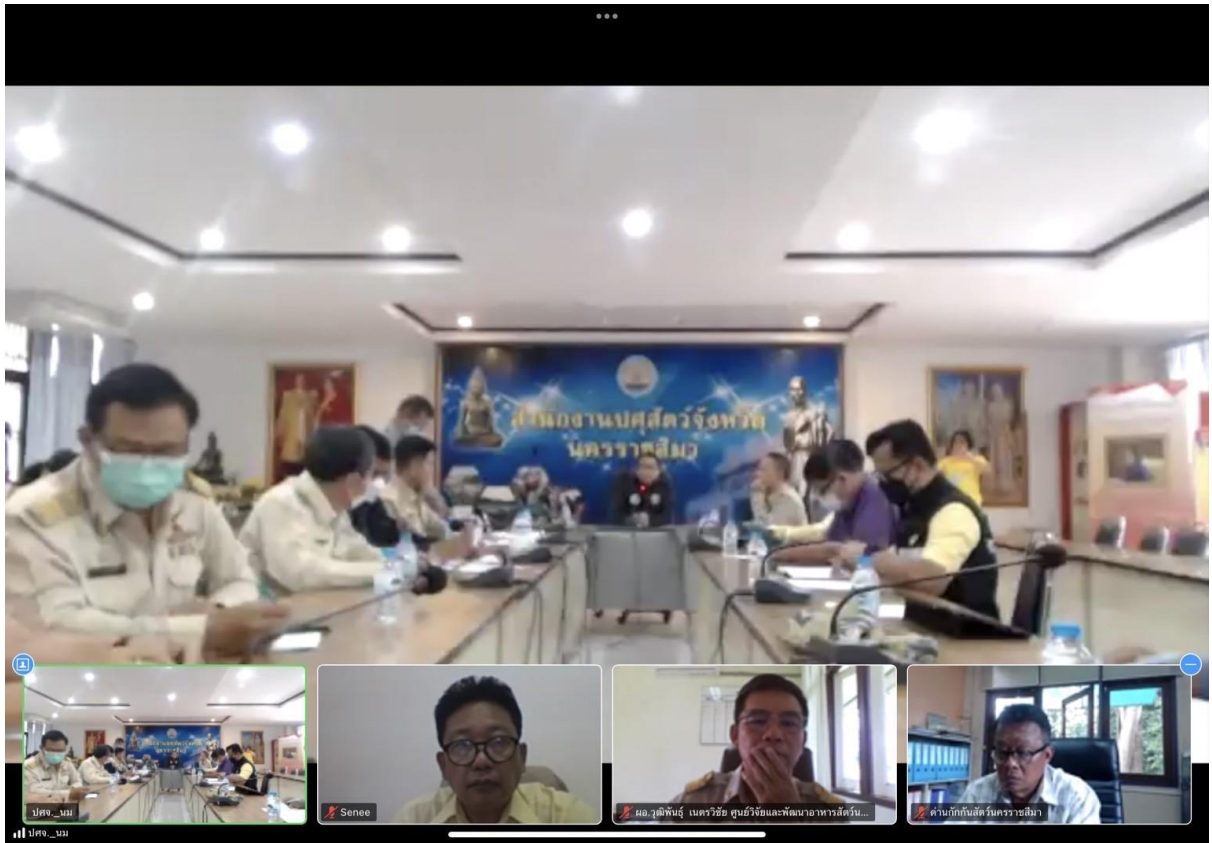 สำนักงานปศุสัตว์จังหวัด
นครราชสีมา
ปศจ._นม
Senee
ผอ.วุฒิพันธุ์ เนตรวิชัย ศูนย์วิจัยและพัฒนาอาหารสัตว์น...
ด่านกักกันสัตว์นครราชสีมา
ปศจ._นม